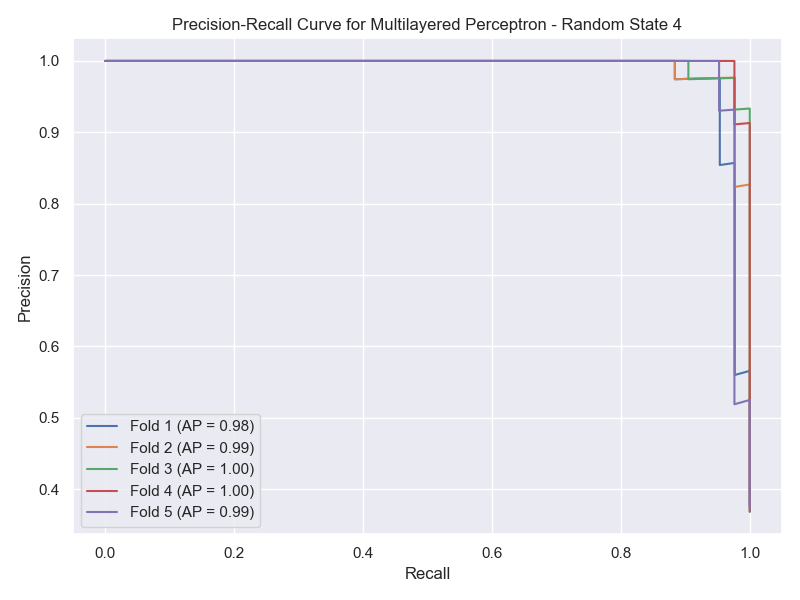 Precision-Recall Curve for Multilayered Perceptron - Random State 4
Precision
1.0
0.9
0.8
0.7
0.6
0.5
0.4
Fold 1 (AP = 0.98)
Fold 2 (AP = 0.99)
Fold 3 (AP = 1.00)
Fold 4 (AP = 1.00)
Fold 5 (AP = 0.99)
0.0 0.2 0.4 0.6 0.8 1.0
Recall